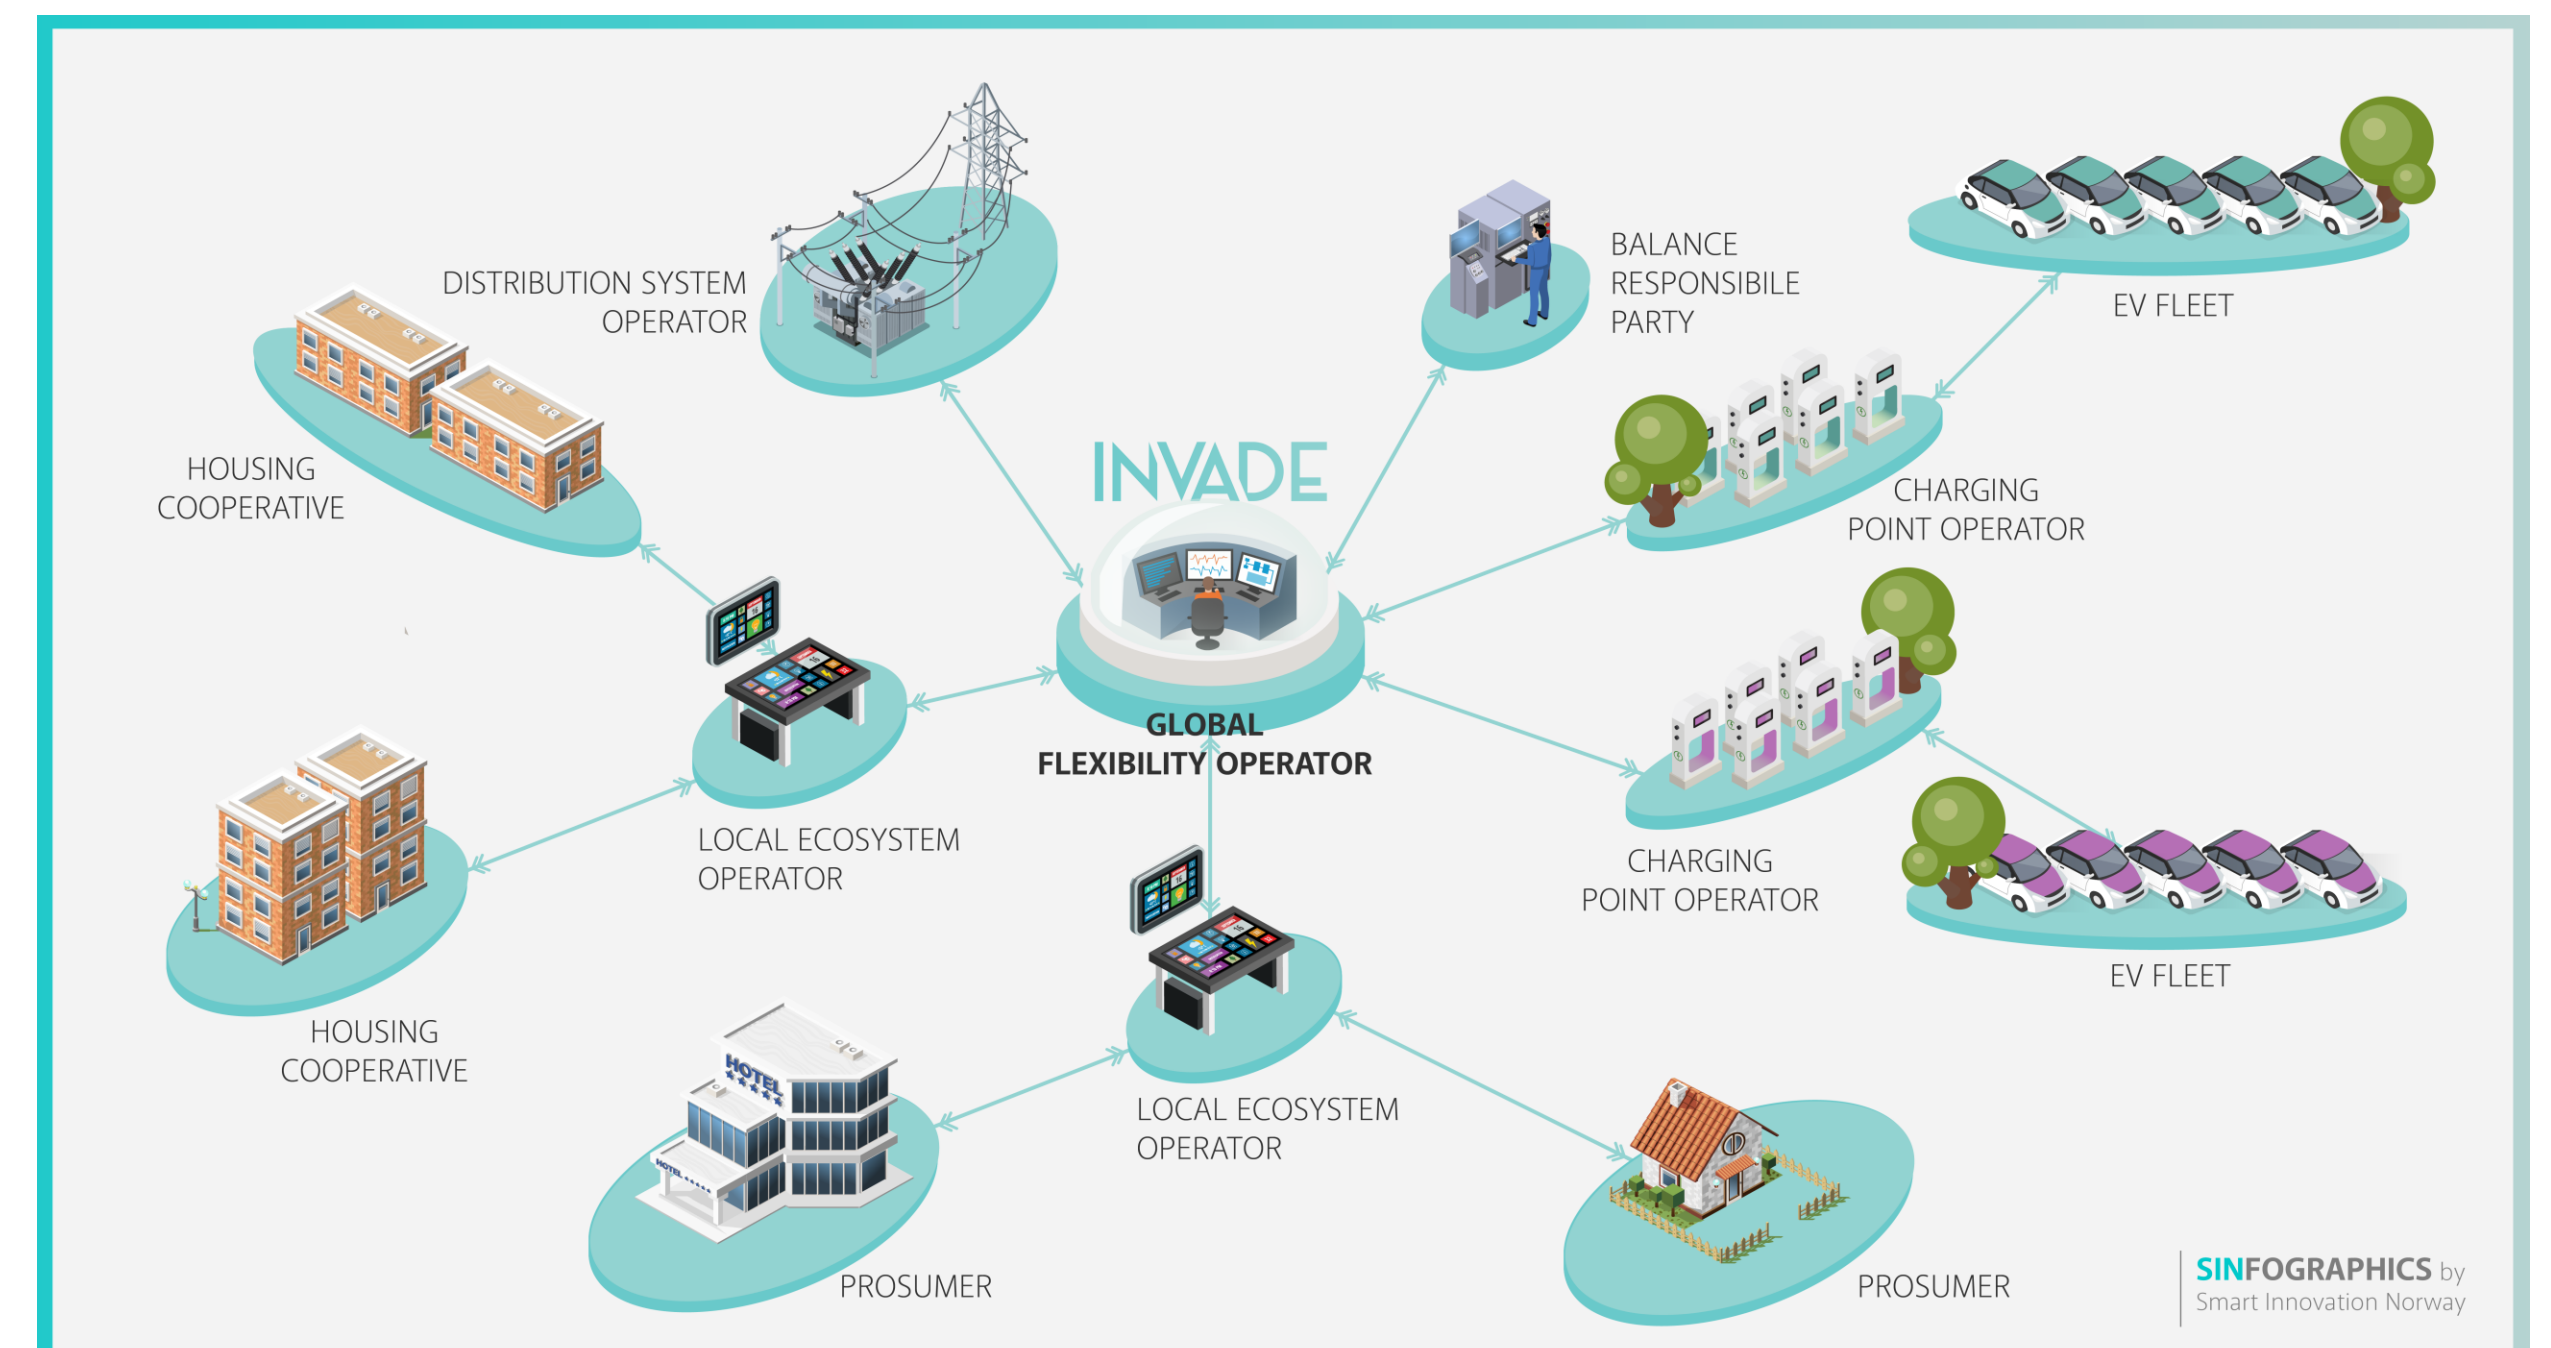 DISTRIBUTION SYSTEM
OPERATOR
BALANCE
RESPONSIBILE
PARTY
EV FLEET
HOUSING
COOPERATIVE
INVADE
CHARGING
POINT OPERATOR
GLOBAL
FLEXIBILITY OPERATOR
LOCAL ECOSYSTEM
OPERATOR
CHARGING
POINT OPERATOR
EV FLEET
HOUSING
COOPERATIVE
HOTEL
HOTEL
LOCAL ECOSYSTEM
OPERATOR
PROSUMER
PROSUMER
SINFOGRAPHICS by
Smart Innovation Norway